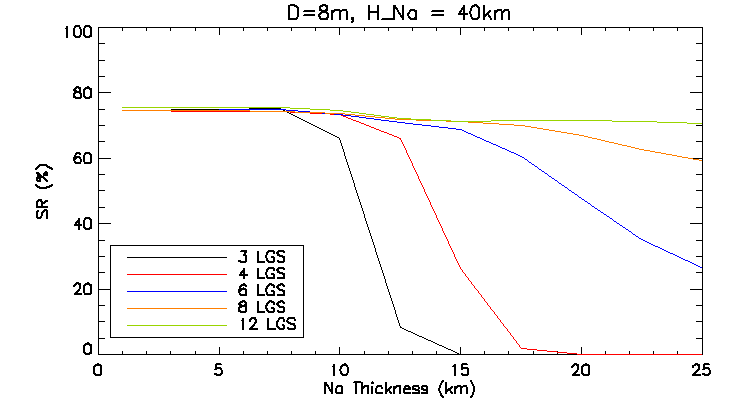 D=8m, H_Na = 40km
100
80
60
40
20
0
SR (%)
3 LGS
4 LGS
6 LGS
8 LGS
12 LGS
0 5 10 15 20 25
Na Thickness (km)